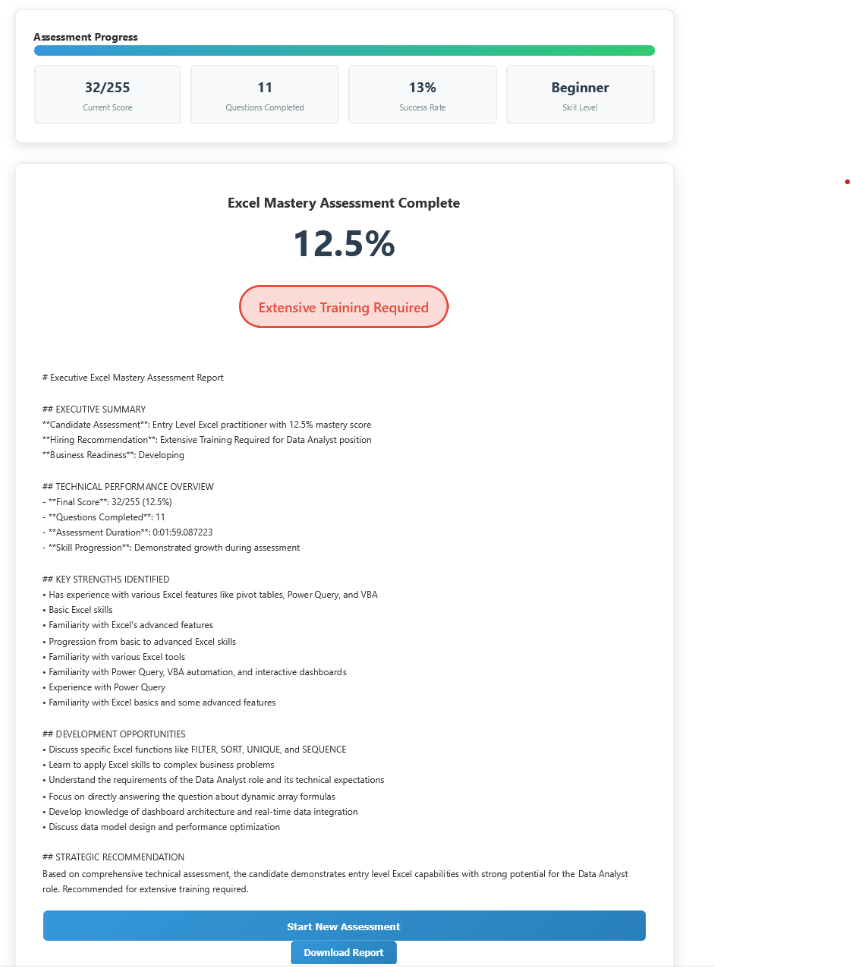 Assessment Progress
32/255
Current Score
11
Questions Completed
13%
Success Rate
Beginner
Skill Level
Excel Mastery Assessment Complete
12.5%
Extensive Training Required
# Executive Excel Mastery Assessment Report
## EXECUTIVE SUMMARY
**Candidate Assessment**: Entry Level Excel practitioner with 12.5% mastery score
**Hiring Recommendation**: Extensive Training Required for Data Analyst position
**Business Readiness**: Developing
## TECHNICAL PERFORMANCE OVERVIEW
- **Final Score**: 32/255 (12.5%)
- **Questions Completed**: 11
- **Assessment Duration**: 0:01:59.087223
- **Skill Progression**: Demonstrated growth during assessment
## KEY STRENGTHS IDENTIFIED
• Has experience with various Excel features like pivot tables, Power Query, and VBA
• Basic Excel skills
• Familiarity with Excel's advanced features
• Progression from basic to advanced Excel skills
• Familiarity with various Excel tools
• Familiarity with Power Query, VBA automation, and interactive dashboards
• Experience with Power Query
• Familiarity with Excel basics and some advanced features
## DEVELOPMENT OPPORTUNITIES
• Discuss specific Excel functions like FILTER, SORT, UNIQUE, and SEQUENCE
• Learn to apply Excel skills to complex business problems
• Understand the requirements of the Data Analyst role and its technical expectations
• Focus on directly answering the question about dynamic array formulas
• Develop knowledge of dashboard architecture and real-time data integration
• Discuss data model design and performance optimization
## STRATEGIC RECOMMENDATION
Based on comprehensive technical assessment, the candidate demonstrates entry level Excel capabilities with strong potential for the Data Analyst
role. Recommended for extensive training required.
Start New Assessment
Download Report